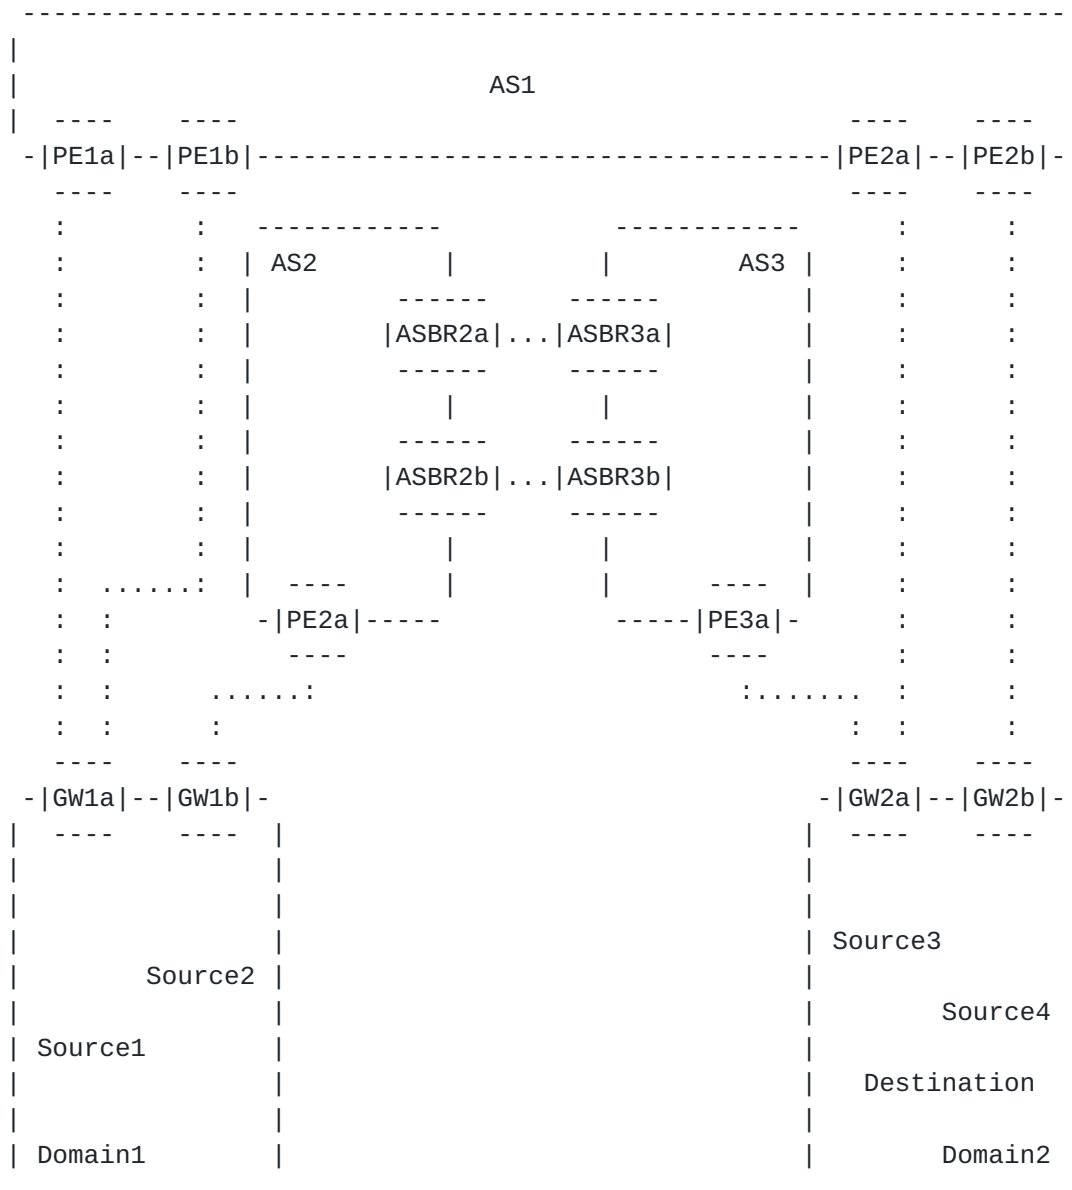 AS1
PE1a PE1b PE2a PE2b
AS2 AS3
ASBR2a ... ASBR3a
ASBR2b ... ASBR3b
PE2a PE3a
GW1a GW1b GW2a GW2b
Source3
Source2
Source4
Source1
Destination
Domain1 Domain2